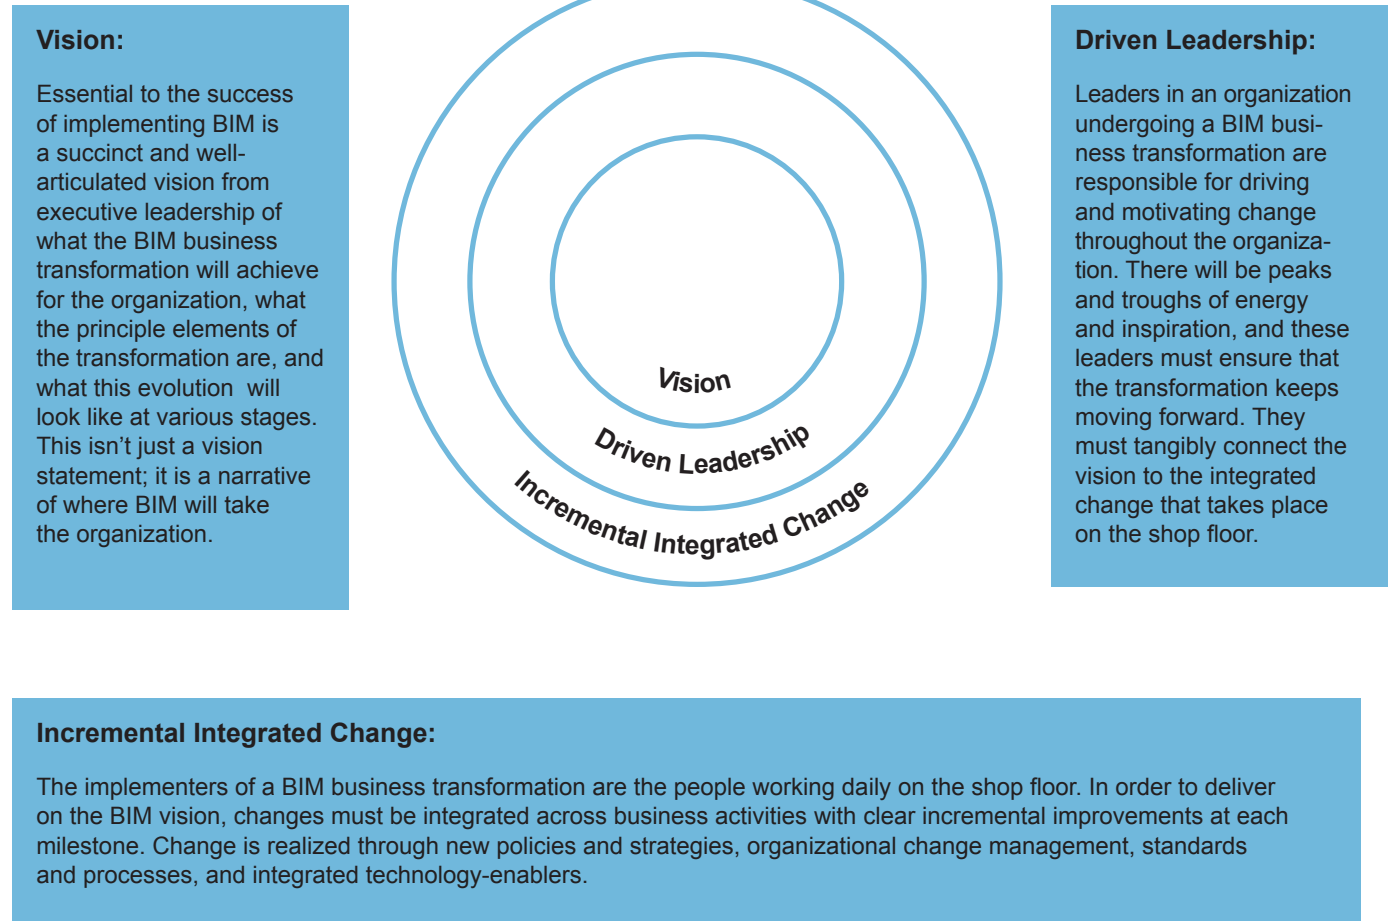 Vision:
Essential to the success
of implementing BIM is
a succinct and well-
articulated vision from
executive leadership of
what the BIM business
transformation will achieve
for the organization, what
the principle elements of
the transformation are, and
what this evolution  will
look like at various stages.
This isn’t just a vision
statement; it is a narrative
of where BIM will take
the organization.
Vision
Driven Leadership
Incremental Integrated Change
Driven Leadership:
Leaders in an organization
undergoing a BIM busi-
ness transformation are
responsible for driving
and motivating change
throughout the organiza-
tion. There will be peaks
and troughs of energy
and inspiration, and these
leaders must ensure that
the transformation keeps
moving forward. They
must tangibly connect the
vision to the integrated
change that takes place
on the shop floor.
Incremental Integrated Change:
The implementers of a BIM business transformation are the people working daily on the shop floor. In order to deliver
on the BIM vision, changes must be integrated across business activities with clear incremental improvements at each
milestone. Change is realized through new policies and strategies, organizational change management, standards
and processes, and integrated technology-enablers.